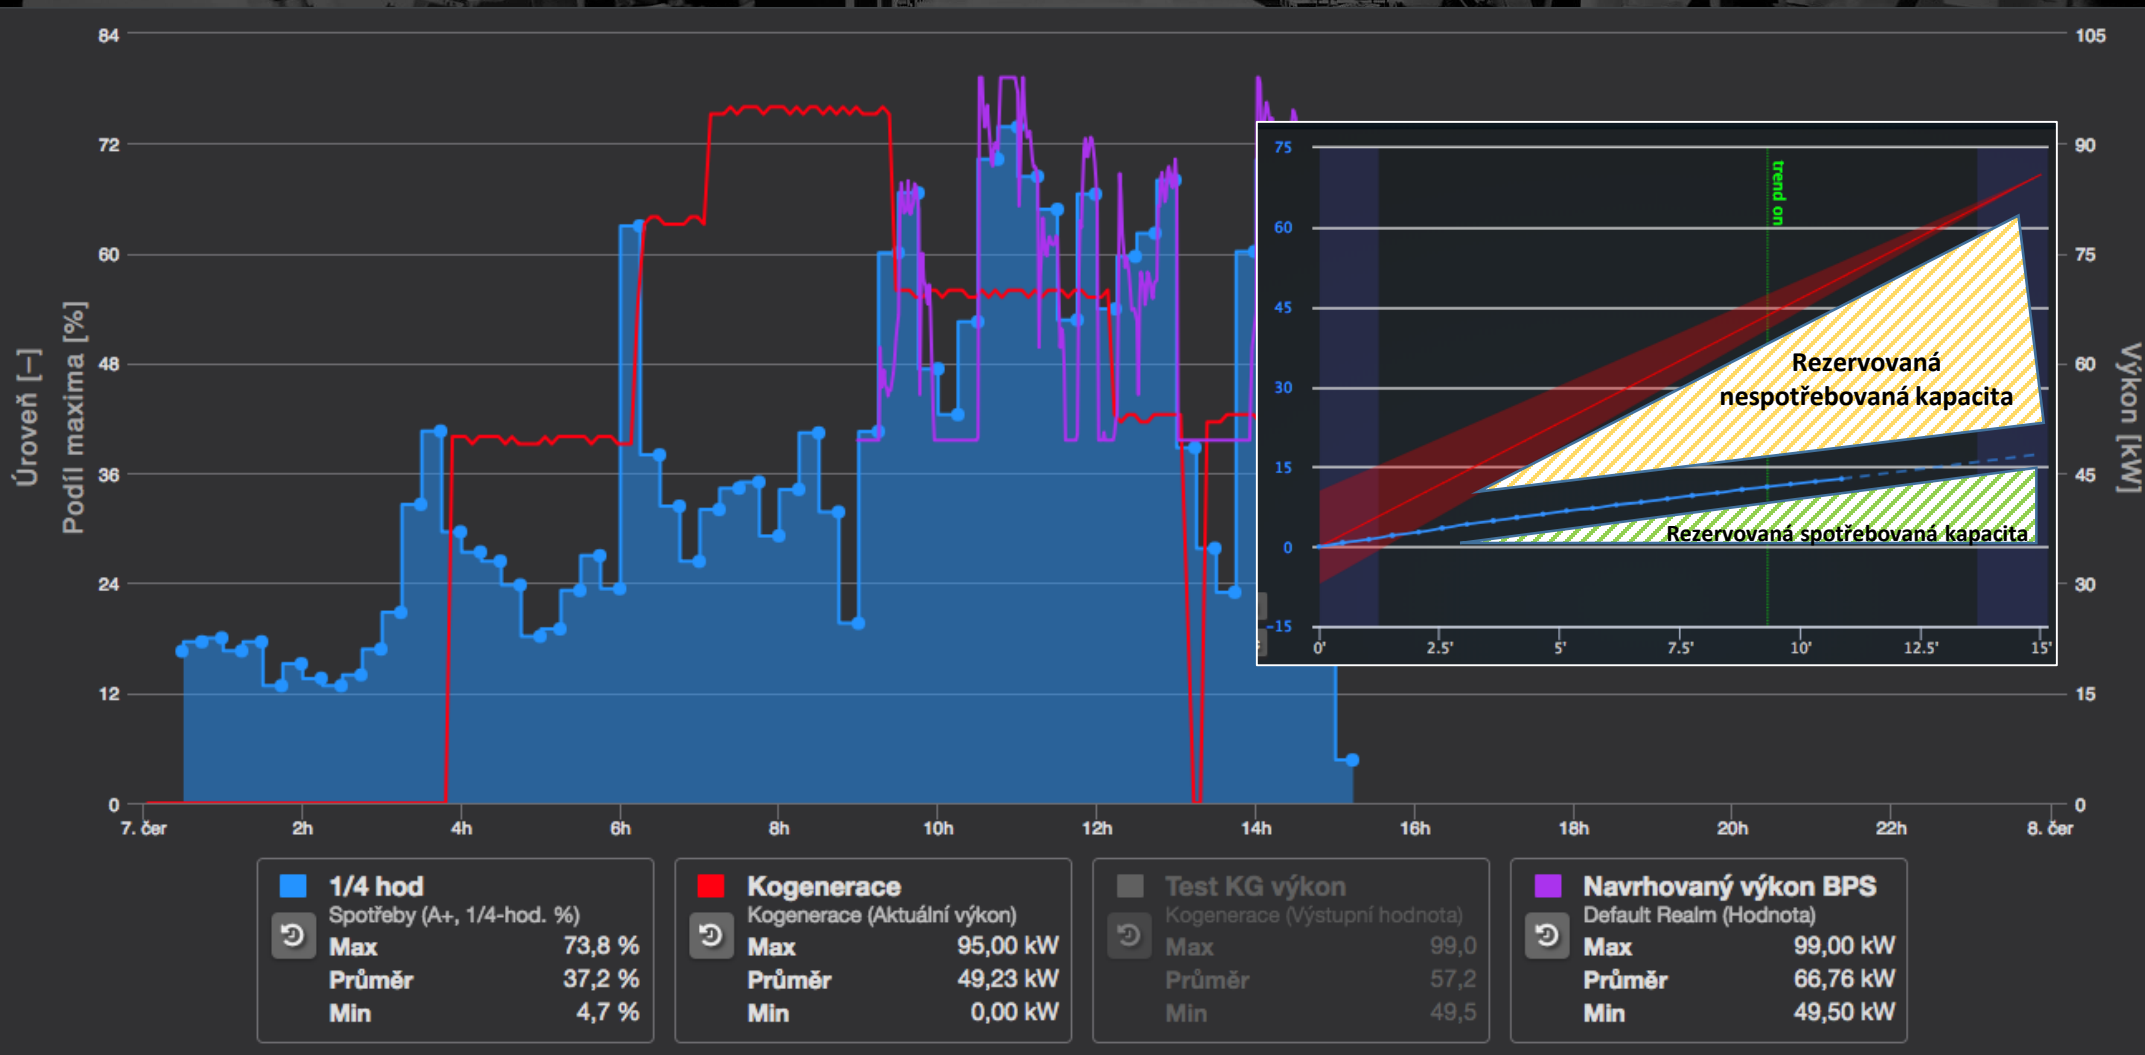 84
105
72
90
60
75
48
60
36
45
24
30
12
15
0
0
Úroveň [–]
Podíl maxima [%]
Výkon [kW]
7. čer
2h
4h
6h
8h
10h
12h
14h
16h
18h
20h
22h
8. čer
75
60
45
30
15
0
-15
trend on
Rezervovaná
nespotřebovaná kapacita
Rezervovaná spotřebovaná kapacita
0'
2.5'
5'
7.5'
10'
12.5'
15'
1/4 hod
Spotřeby (A+, 1/4-hod. %)
Max 73,8 %
Průměr 37,2 %
Min 4,7 %
Kogenerace
Kogenerace (Aktuální výkon)
Max 95,00 kW
Průměr 49,23 kW
Min 0,00 kW
Test KG výkon
Kogenerace (Výstupní hodnota)
Max 99,0
Průměr 57,2
Min 49,5
Navrhovaný výkon BPS
Default Realm (Hodnota)
Max 99,00 kW
Průměr 66,76 kW
Min 49,50 kW